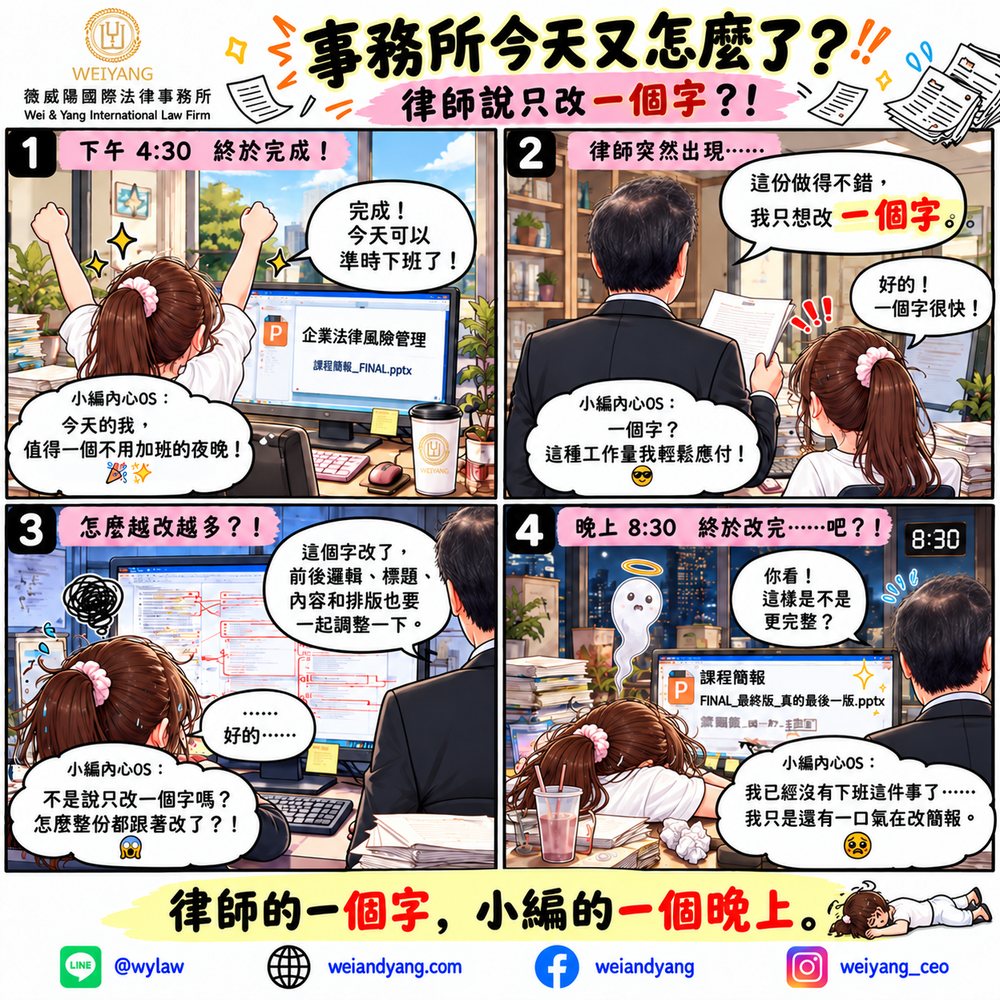 WEIYANG
薇威陽國際法律事務所
Wei & Yang International Law Firm
事務所今天又怎麼了?!!
律師說只改一個字?!
1
下午 4:30 終於完成！
完成！
今天可以
準時下班了！
P
企業法律風險管理
課程簡報_FINAL.pptx
小編內心OS：
今天的我，
值得一個不用加班的夜晚！
WEIYANG
2
律師突然出現……
這份做得不錯，
我只想改一個字。
好的！
一個字很快！
!!!
小編內心OS：
一個字？
這種工作量我輕鬆應付！
3
怎麼越改越多？！
這個字改了，
前後邏輯、標題、
內容和排版也要
一起調整一下。
……
好的……
小編內心OS：
不是說只改一個字嗎？
怎麼整份都跟著改了？！
4
晚上 8:30 終於改完……吧？！
8:30
你看！
這樣是不是
更完整？
P
課程簡報
FINAL_最終版_真的最後一版.pptx
小編內心OS：
我已經沒有下班這件事了……
我只是還有一口氣在改簡報。
律師的一個字，小編的一個晚上。
LINE
@wylaw
weiandyang.com
weiandyang
weiyang_ceo